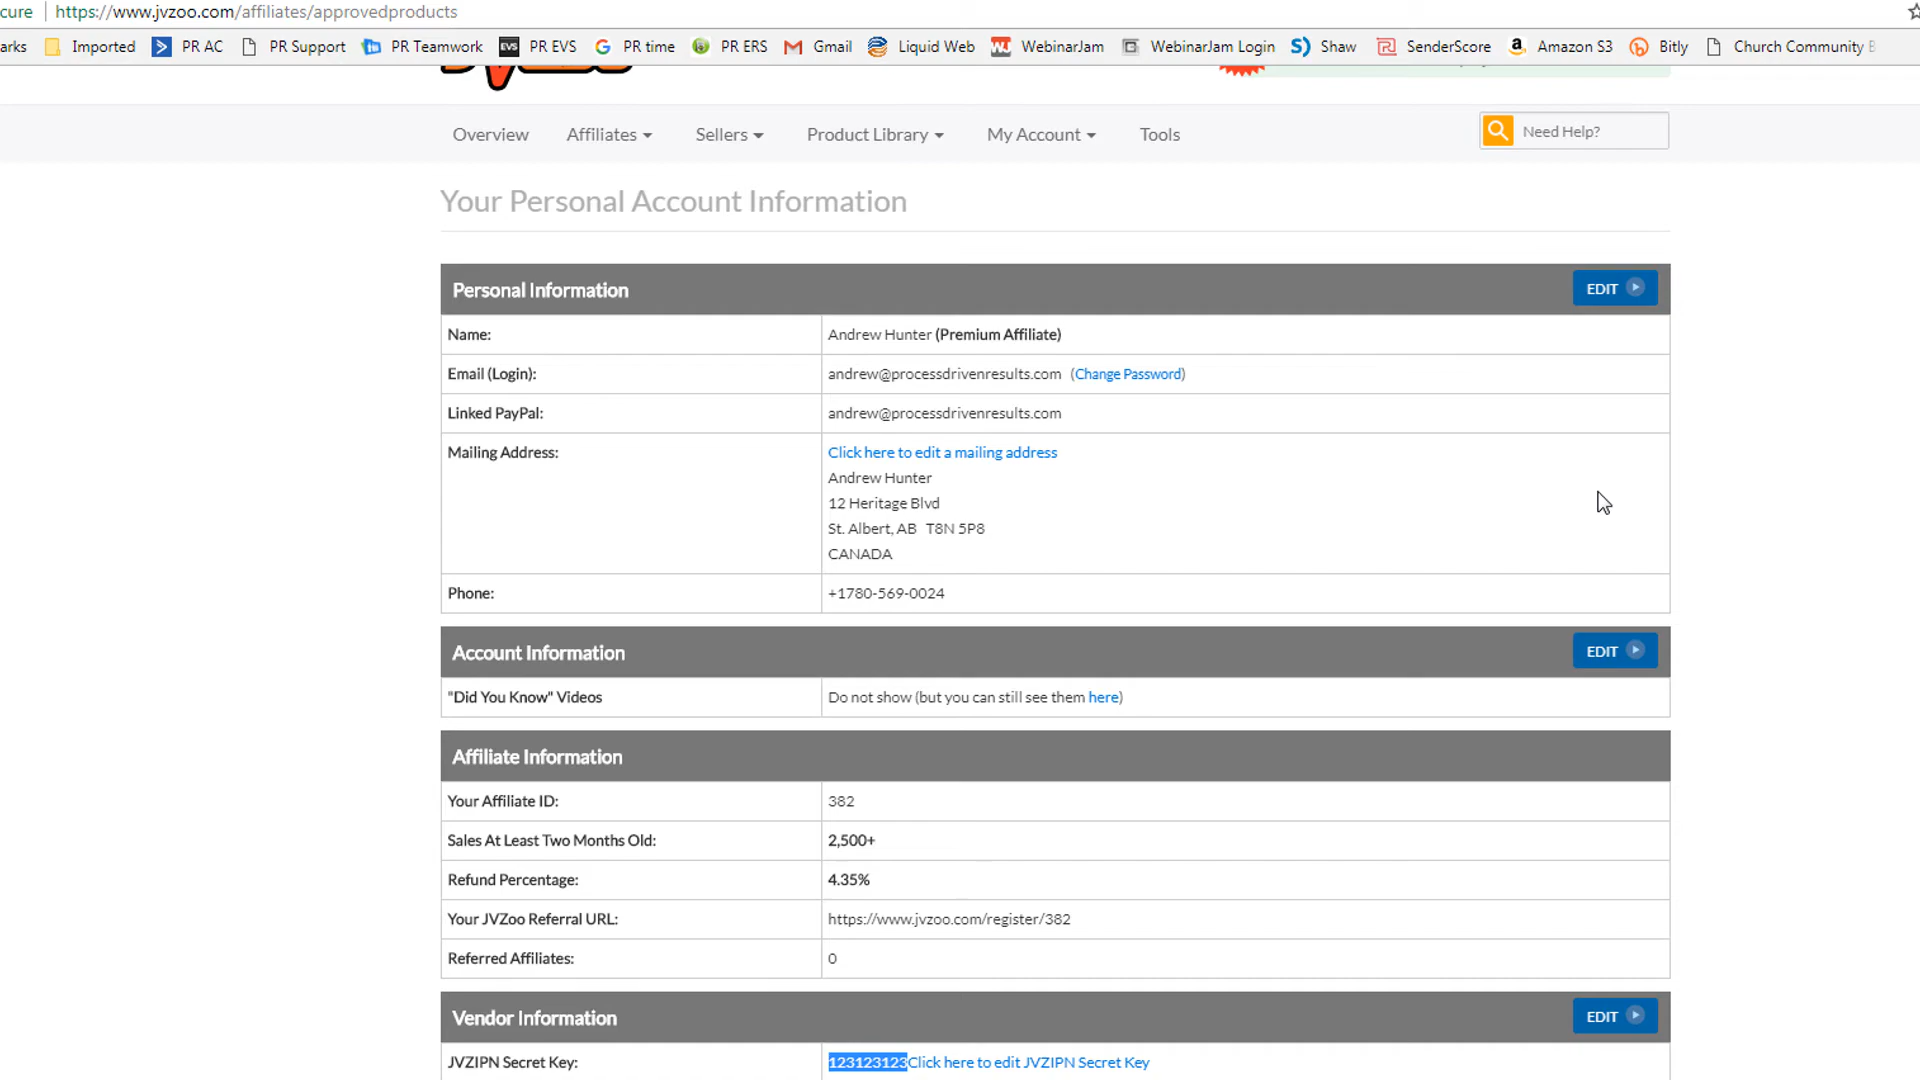 cure https://www.jvzoo.com/affiliates/approvedproducts
arks Imported PR AC PR Support PR Teamwork EVS PR EVS PR time PR ERS Gmail Liquid Web WebinarJam WebinarJam Login Shaw SenderScore Amazon S3 Bitly Church Community
Overview Affiliates Sellers Product Library My Account Tools Need Help?
Your Personal Account Information
Personal Information EDIT
Name: Andrew Hunter (Premium Affiliate)
Email (Login): andrew@processdrivenresults.com (Change Password)
Linked PayPal: andrew@processdrivenresults.com
Mailing Address: Click here to edit a mailing address
Andrew Hunter
12 Heritage Blvd
St. Albert, AB T8N 5P8
CANADA
Phone: +1780-569-0024
Account Information EDIT
"Did You Know" Videos Do not show (but you can still see them here)
Affiliate Information
Your Affiliate ID: 382
Sales At Least Two Months Old: 2,500+
Refund Percentage: 4.35%
Your JVZoo Referral URL: https://www.jvzoo.com/register/382
Referred Affiliates: 0
Vendor Information EDIT
JVZIPN Secret Key: 123123123Click here to edit JVZIPN Secret Key